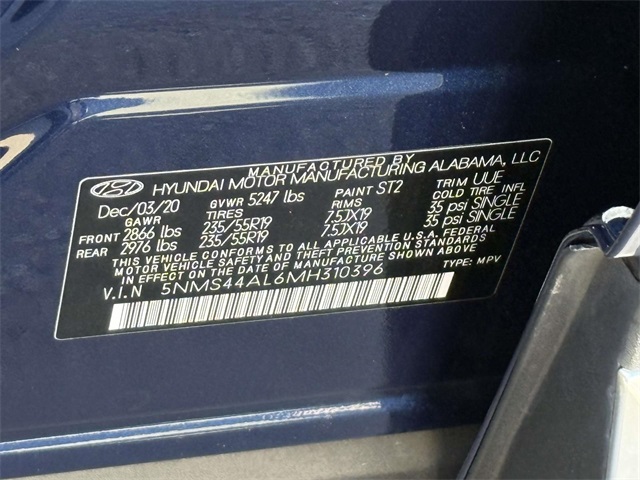 MANUFACTURED BY
HYUNDAI MOTOR MANUFACTURING ALABAMA, LLC
Dec/03/20 GVWR 5247 lbs PAINT ST2 TRIM UUE
GAWR TIRES RIMS COLD TIRE INFL
FRONT 2866 lbs 235/55R19 7.5JX19 35 psi SINGLE
REAR 2976 lbs 235/55R19 7.5JX19 35 psi SINGLE
THIS VEHICLE CONFORMS TO ALL APPLICABLE U.S.A. FEDERAL
MOTOR VEHICLE SAFETY AND THEFT PREVENTION STANDARDS
IN EFFECT ON THE DATE OF MANUFACTURE SHOWN ABOVE.
V.I.N 5NMS44AL6MH310396 TYPE: MPV